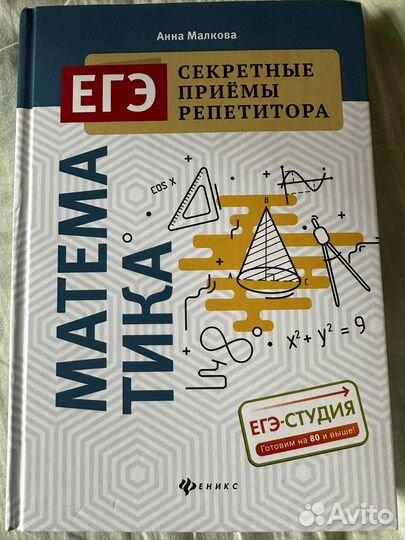 Анна Малкова
ЕГЭ
СЕКРЕТНЫЕ
ПРИЁМЫ
РЕПЕТИТОРА
МАТЕМА
ТИКА
COS X
B
A
C
x² + y² = 9
ЕГЭ-СТУДИЯ
Готовим на 80 и выше!
ФЕНИКС
Avito